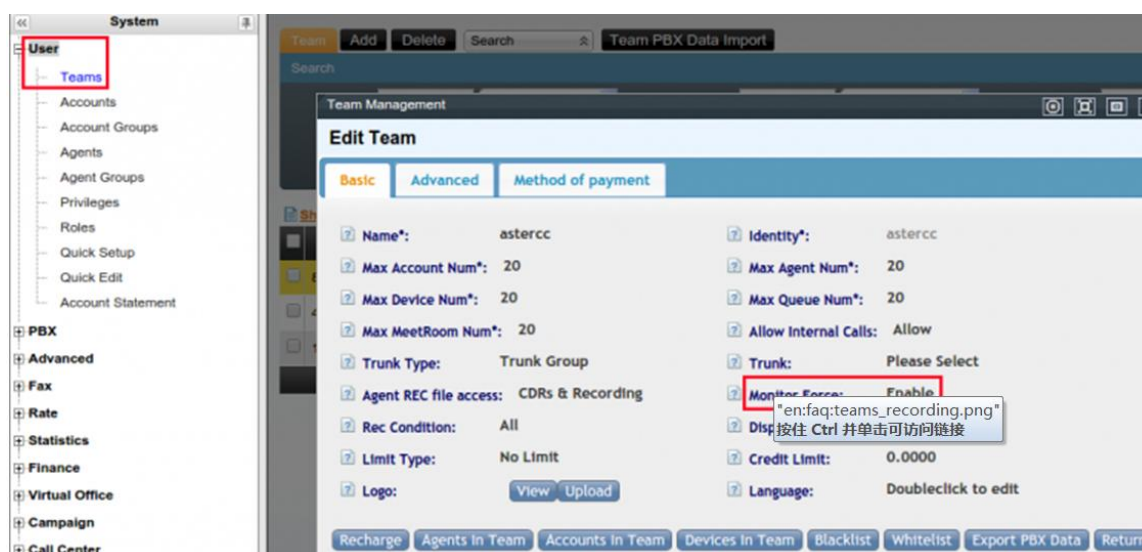 System
User
Teams
Accounts
Account Groups
Agents
Agent Groups
Privileges
Roles
Quick Setup
Quick Edit
Account Statement
PBX
Advanced
Fax
Rate
Statistics
Finance
Virtual Office
Campaign
Call Center
Team Add Delete Search Team PBX Data Import
Search
Team Management
Edit Team
Basic Advanced Method of payment
Name*: astercc Identity*: astercc
Max Account Num*: 20 Max Agent Num*: 20
Max Device Num*: 20 Max Queue Num*: 20
Max MeetRoom Num*: 20 Allow Internal Calls: Allow
Trunk Type: Trunk Group Trunk: Please Select
Agent REC file access: CDRs & Recording Monitor Force: Enable
"en:faq:teams_recording.png"
按住 Ctrl 并单击可访问链接
Rec Condition: All Disp
Limit Type: No Limit Credit Limit: 0.0000
Logo: View Upload Language: Doubleclick to edit
Recharge Agents In Team Accounts In Team Devices In Team Blacklist Whitelist Export PBX Data Return